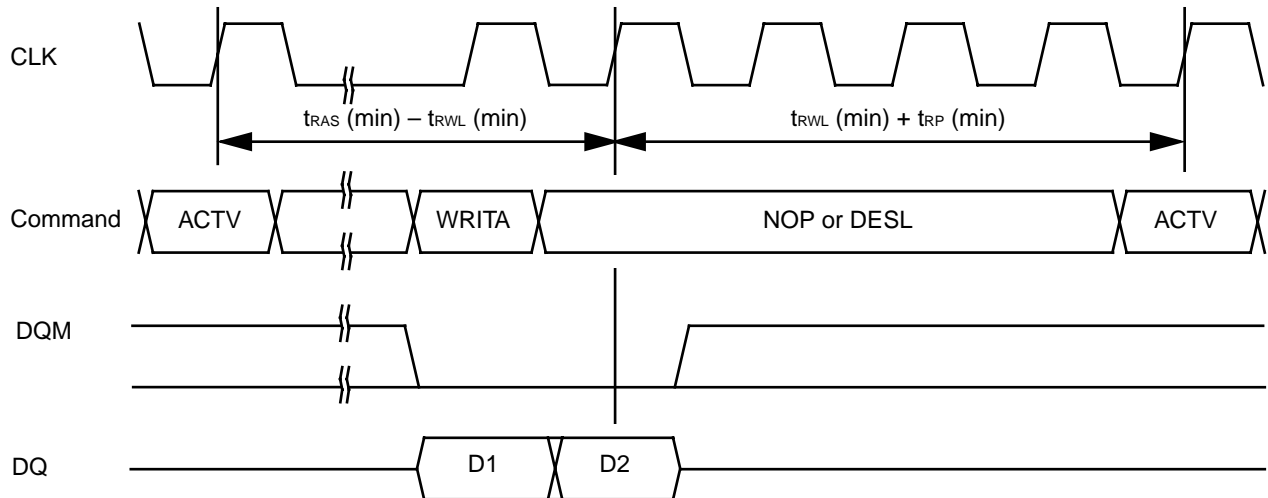 CLK
tRAS (min) – tRWL (min) tRWL (min) + tRP (min)
Command ACTV WRITA NOP or DESL ACTV
DQM
DQ D1 D2